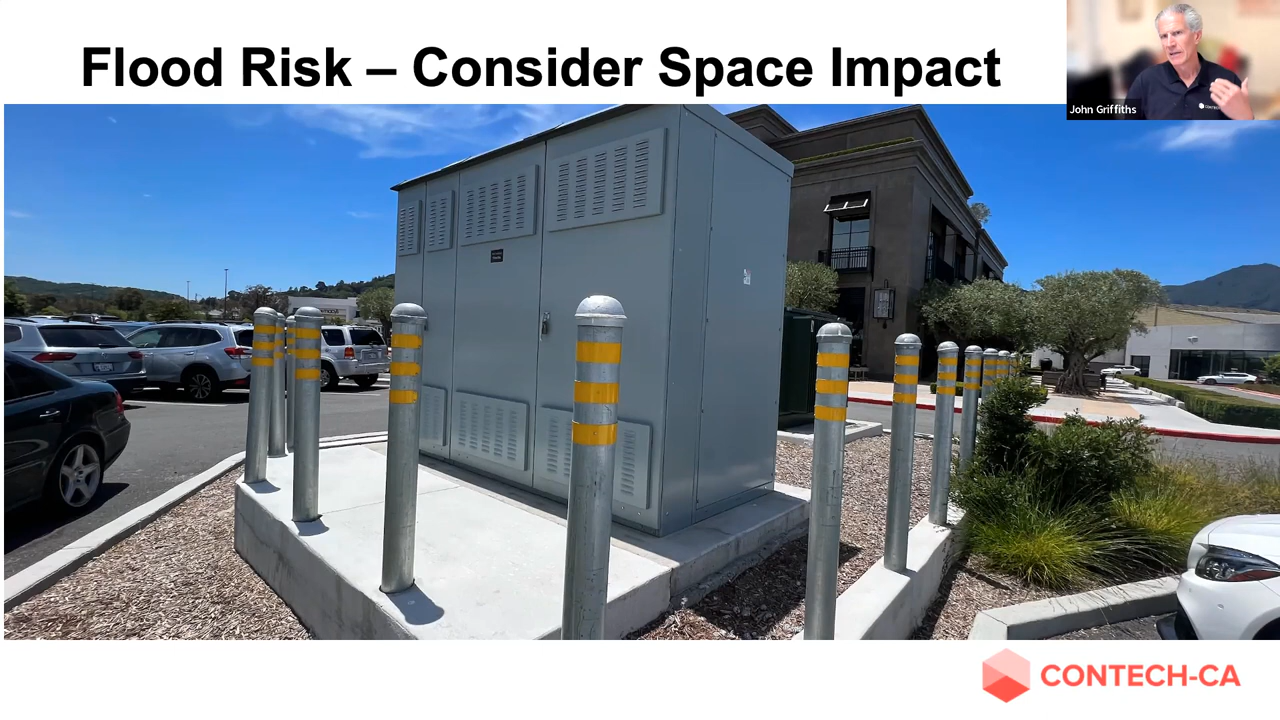 Flood Risk – Consider Space Impact
John Griffiths
CONTECH-CA